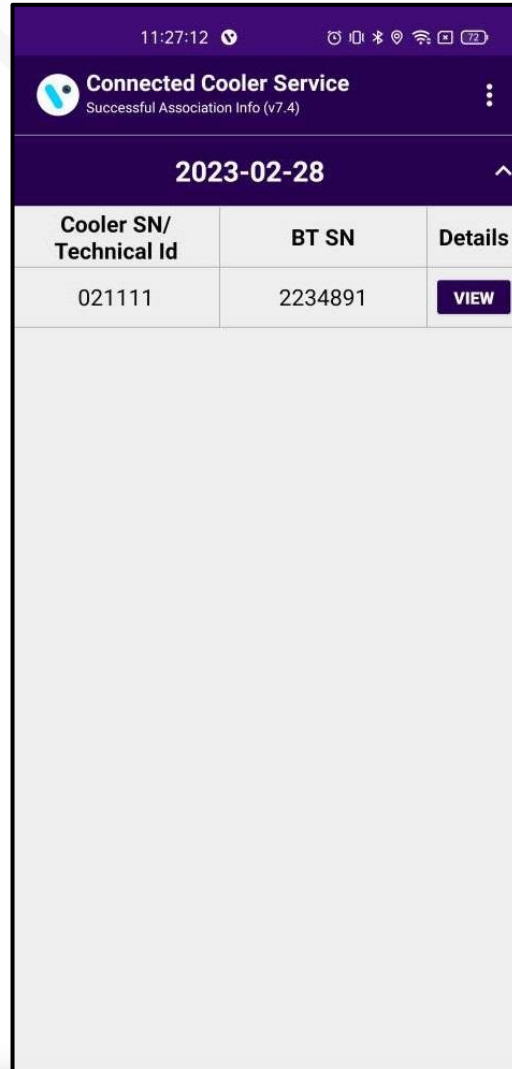 11:27:12 72
Connected Cooler Service
Successful Association Info (v7.4)
2023-02-28
Cooler SN/
Technical Id
BT SN
Details
021111
2234891
VIEW